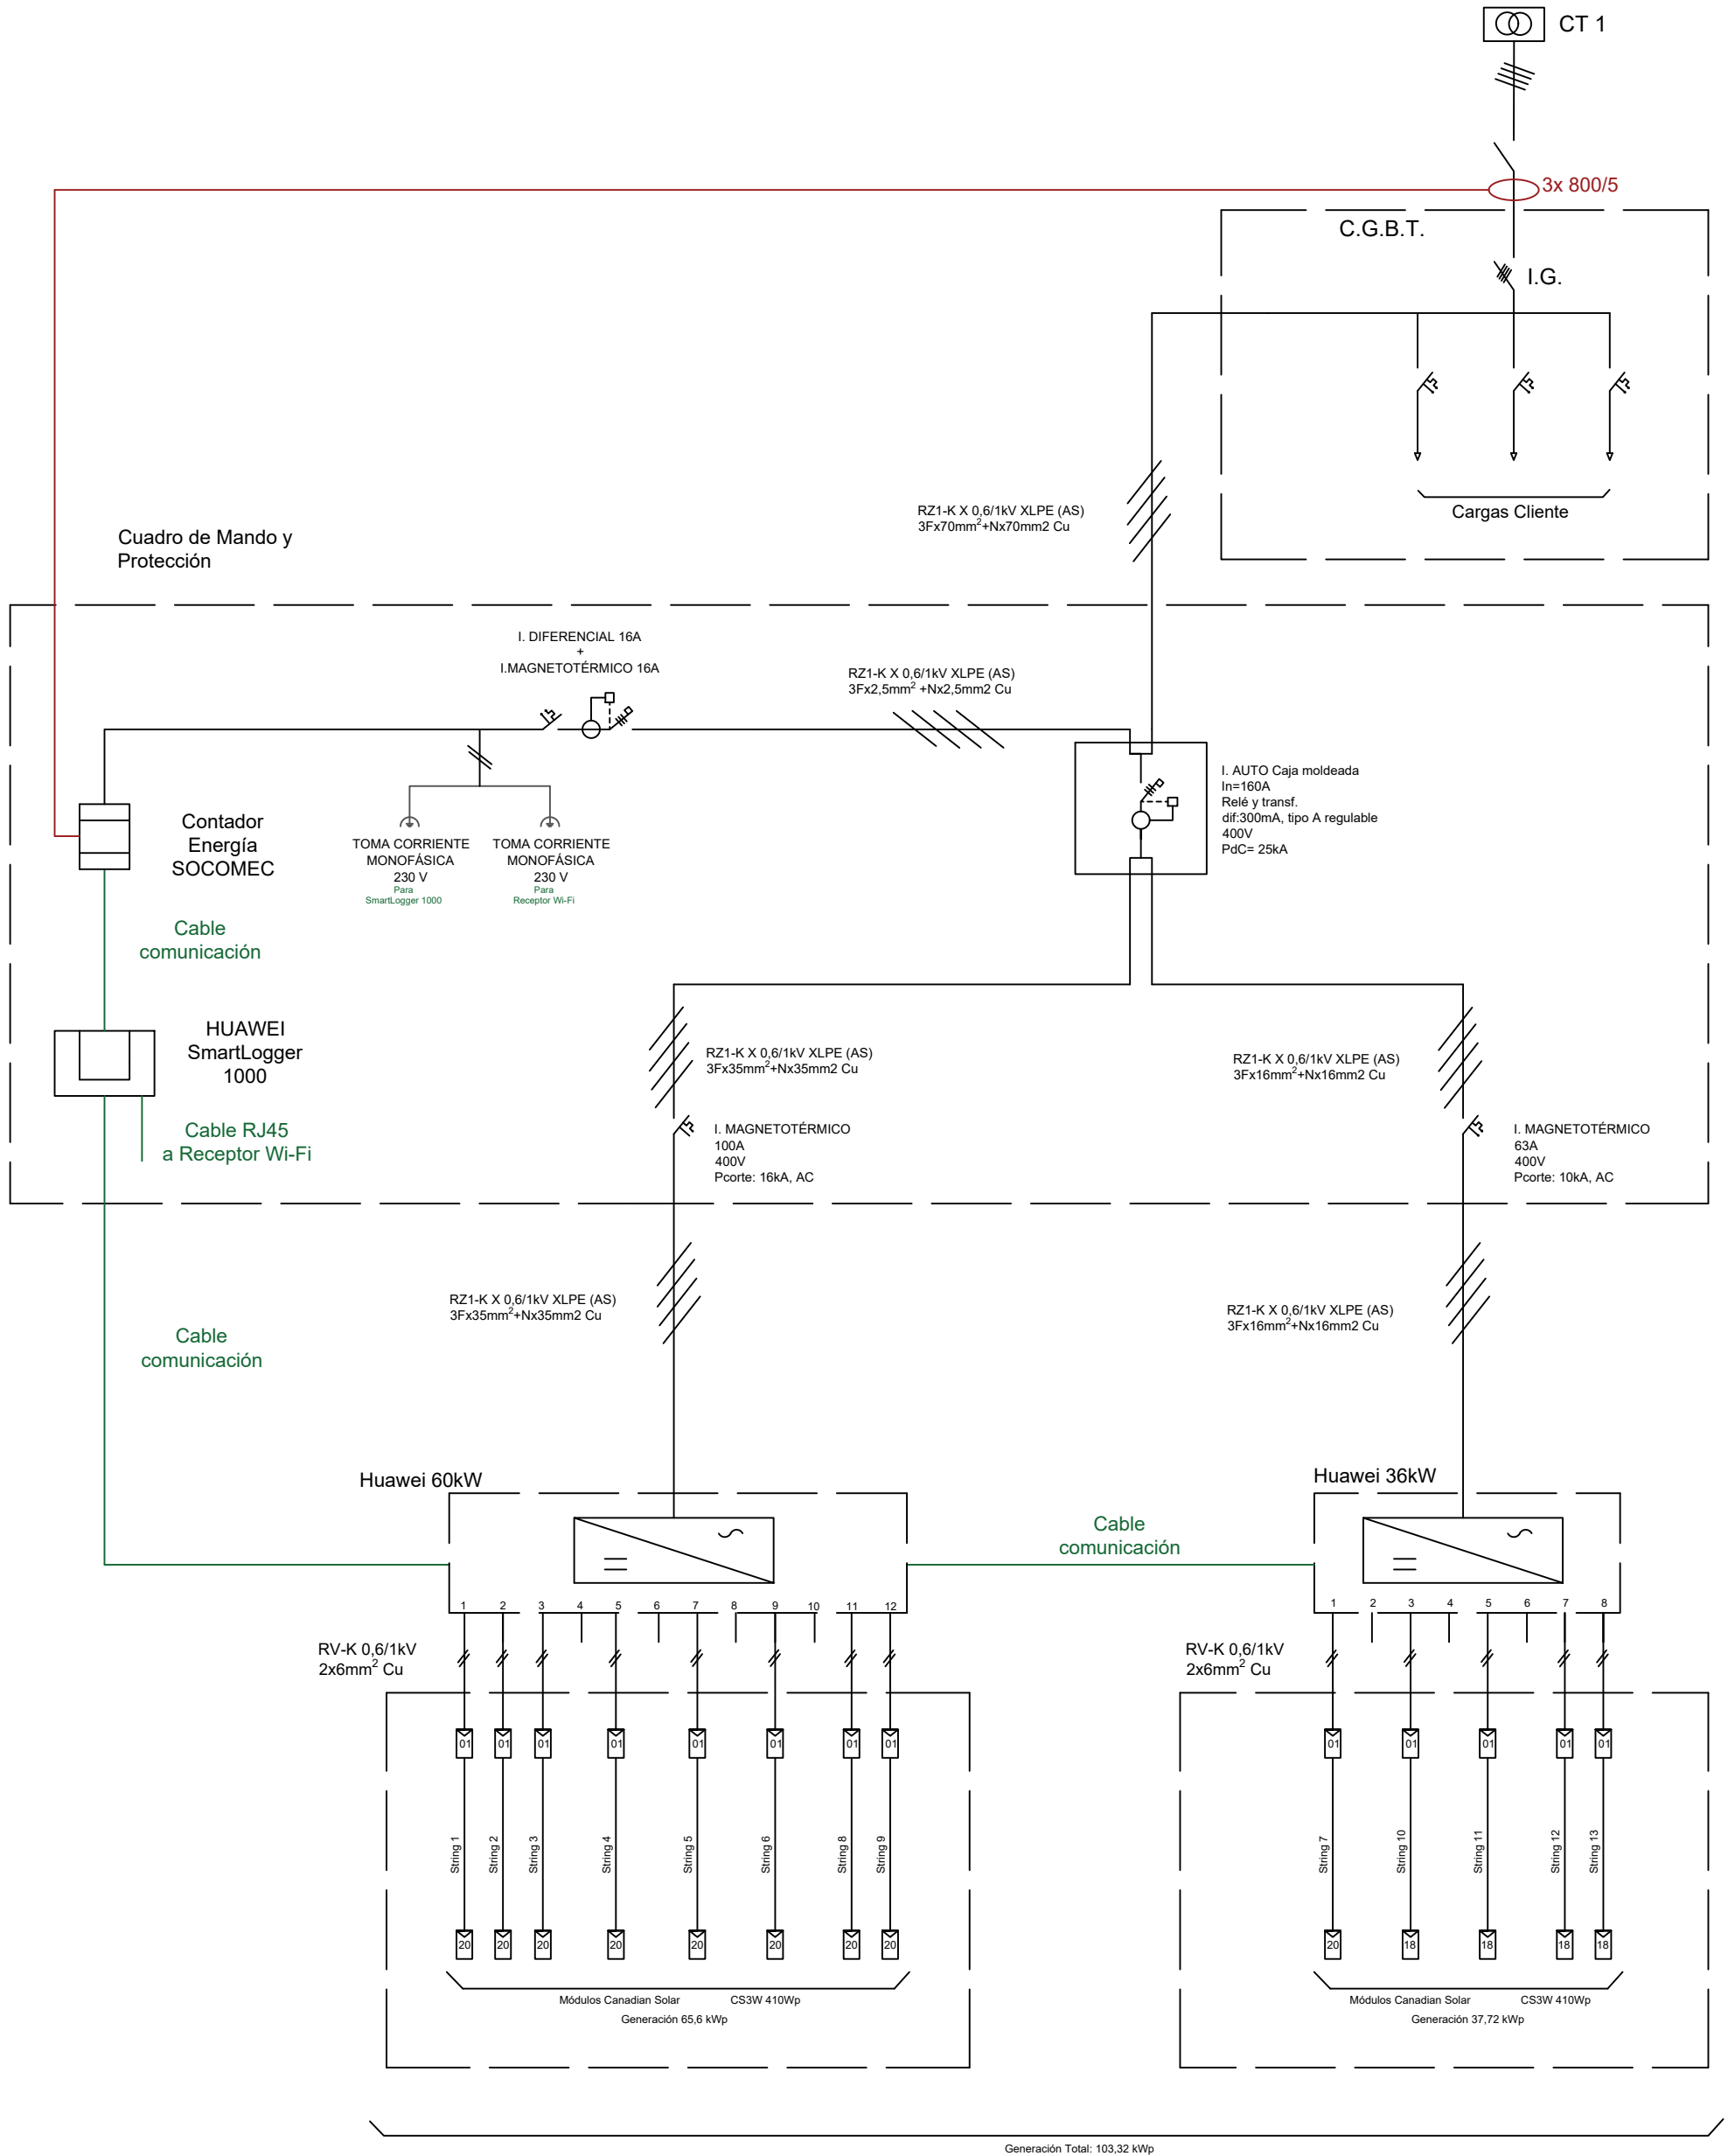 CT 1
3x 800/5
C.G.B.T.
I.G.
Cargas Cliente
RZ1-K X 0,6/1kV XLPE (AS)
3Fx70mm²+Nx70mm2 Cu
Cuadro de Mando y
Protección
I. DIFERENCIAL 16A
+
I.MAGNETOTÉRMICO 16A
RZ1-K X 0,6/1kV XLPE (AS)
3Fx2,5mm² +Nx2,5mm2 Cu
I. AUTO Caja moldeada
In=160A
Relé y transf.
dif:300mA, tipo A regulable
400V
PdC= 25kA
Contador
Energía
SOCOMEC
TOMA CORRIENTE
MONOFÁSICA
230 V
Para
SmartLogger 1000
TOMA CORRIENTE
MONOFÁSICA
230 V
Para
Receptor Wi-Fi
Cable
comunicación
HUAWEI
SmartLogger
1000
Cable RJ45
a Receptor Wi-Fi
RZ1-K X 0,6/1kV XLPE (AS)
3Fx35mm²+Nx35mm2 Cu
RZ1-K X 0,6/1kV XLPE (AS)
3Fx16mm²+Nx16mm2 Cu
I. MAGNETOTÉRMICO
100A
400V
Pcorte: 16kA, AC
I. MAGNETOTÉRMICO
63A
400V
Pcorte: 10kA, AC
RZ1-K X 0,6/1kV XLPE (AS)
3Fx35mm²+Nx35mm2 Cu
RZ1-K X 0,6/1kV XLPE (AS)
3Fx16mm²+Nx16mm2 Cu
Cable
comunicación
Huawei 60kW
Huawei 36kW
Cable
comunicación
1 2 3 4 5 6 7 8 9 10 11 12
1 2 3 4 5 6 7 8
RV-K 0,6/1kV
2x6mm² Cu
RV-K 0,6/1kV
2x6mm² Cu
01 01 01 01 01 01 01 01
01 01 01 01 01
String 1
String 2
String 3
String 4
String 5
String 6
String 8
String 9
String 7
String 10
String 11
String 12
String 13
20 20 20 20 20 20 20 20
20 18 18 18 18
Módulos Canadian Solar CS3W 410Wp
Generación 65,6 kWp
Módulos Canadian Solar CS3W 410Wp
Generación 37,72 kWp
Generación Total: 103,32 kWp